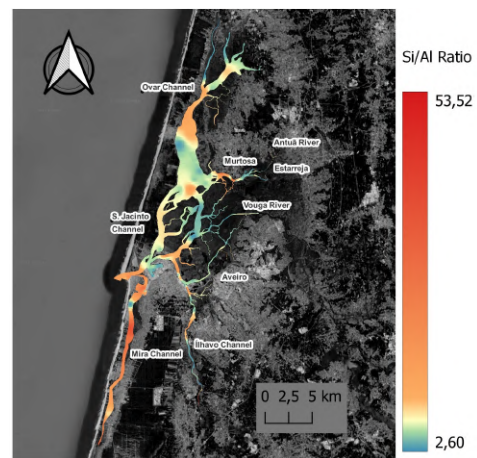 Si/Al Ratio
53,52
Ovar Channel
Antuã River
Murtosa
Estarreja
Vouga River
S. Jacinto
Channel
Aveiro
Ílhavo Channel
Mira Channel
0 2,5 5 km
2,60